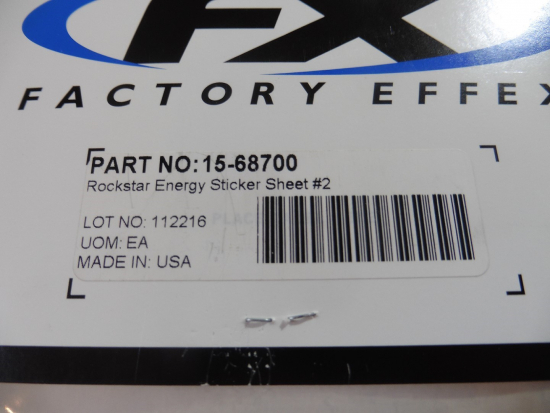 FX
FACTORY EFFEX
PART NO:15-68700
Rockstar Energy Sticker Sheet #2
LOT NO: 112216
UOM: EA
MADE IN: USA